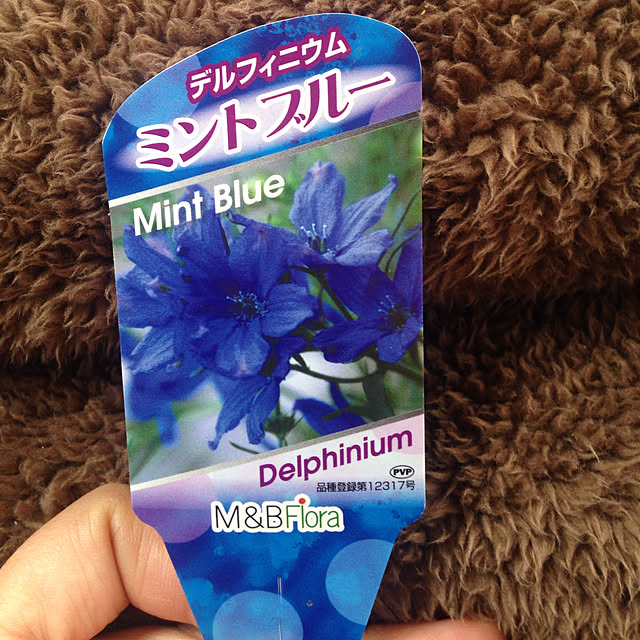 デルフィニウム
ミントブルー
Mint Blue
Delphinium
PVP
品種登録第12317号
M&BFlora